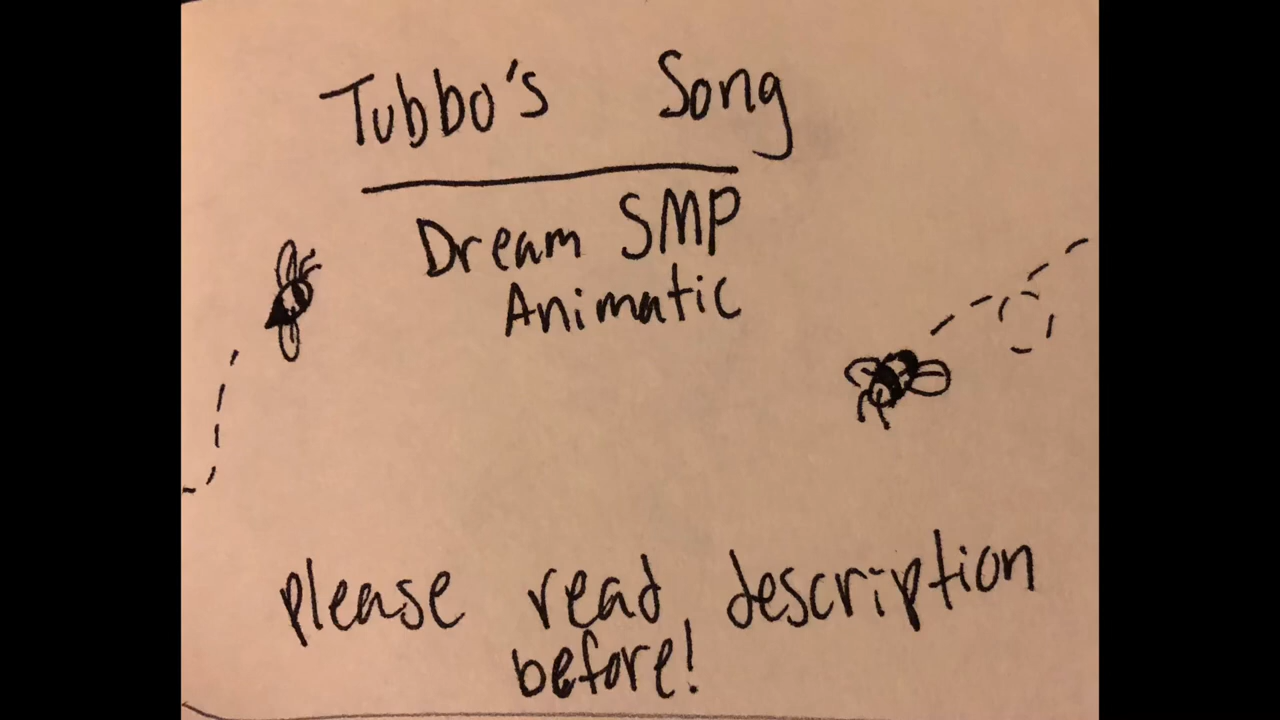 Tubbo's Song
Dream SMP
Animatic
please read description
before!